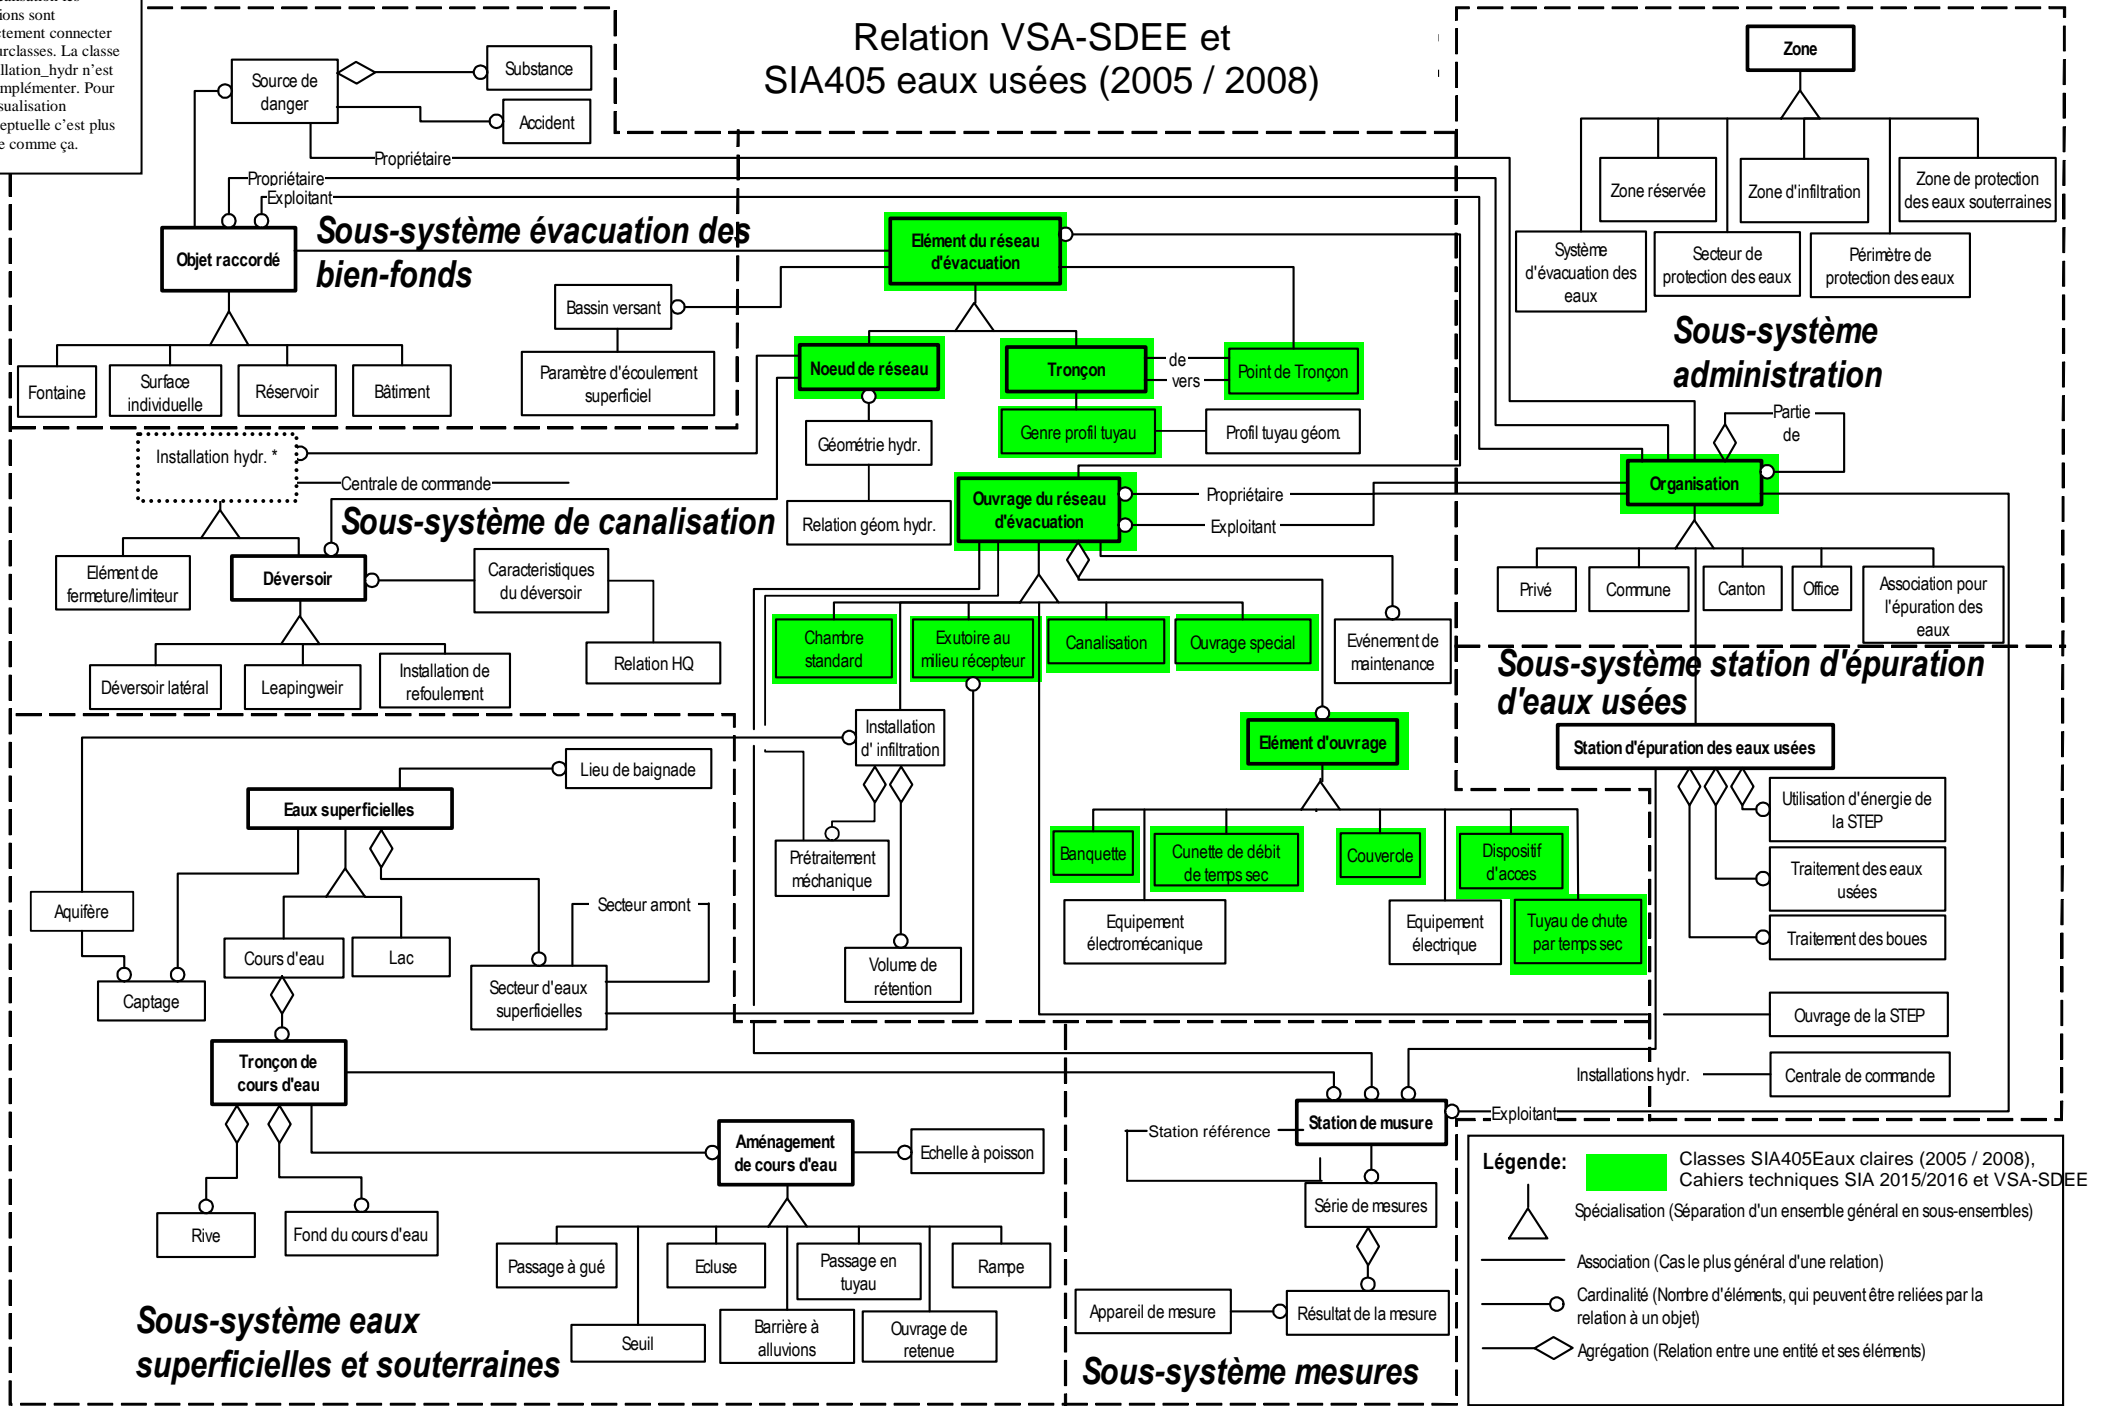 ions sont
ctement connecter
urclasses. La classe
llation_hydr n'est
mplémenter. Pour
sualisation
eptuelle c'est plus
e comme ça.
Relation VSA-SDEE et
SIA405 eaux usées (2005 / 2008)
Source de
danger
Substance
Accident
Propriétaire
Propriétaire
Exploitant
Objet raccordé
Sous-système évacuation des
bien-fonds
Fontaine
Surface
individuelle
Réservoir
Bâtiment
Bassin versant
Paramètre d'écoulement
superficiel
Elément du réseau
d'évacuation
Noeud de réseau
Tronçon
de
vers
Point de Tronçon
Genre profil tuyau
Profil tuyau géom.
Géométrie hydr.
Relation géom. hydr.
Zone
Zone réservée
Zone d'infiltration
Zone de protection
des eaux souterraines
Système
d'évacuation des
eaux
Secteur de
protection des eaux
Périmètre de
protection des eaux
Sous-système
administration
Partie
de
Organisation
Privé
Commune
Canton
Office
Association pour
l'épuration des
eaux
Installation hydr. *
Centrale de commande
Sous-système de canalisation
Elément de
fermeture/limiteur
Déversoir
Caracteristiques
du déversoir
Relation HQ
Déversoir latéral
Leapingweir
Installation de
refoulement
Ouvrage du réseau
d'évacuation
Propriétaire
Exploitant
Chambre
standard
Exutoire au
milieu récepteur
Canalisation
Ouvrage special
Evénement de
maintenance
Installation
d' infiltration
Prétraitement
méchanique
Volume de
rétention
Elément d'ouvrage
Banquette
Cunette de débit
de temps sec
Couvercle
Dispositif
d'acces
Equipement
électromécanique
Equipement
électrique
Tuyau de chute
par temps sec
Sous-système station d'épuration
d'eaux usées
Station d'épuration des eaux usées
Utilisation d'énergie de
la STEP
Traitement des eaux
usées
Traitement des boues
Ouvrage de la STEP
Installations hydr.
Centrale de commande
Lieu de baignade
Eaux superficielles
Aquifère
Captage
Cours d'eau
Lac
Secteur amont
Secteur d'eaux
superficielles
Tronçon de
cours d'eau
Rive
Fond du cours d'eau
Aménagement
de cours d'eau
Echelle à poisson
Passage à gué
Seuil
Ecluse
Barrière à
alluvions
Passage en
tuyau
Ouvrage de
retenue
Rampe
Sous-système eaux
superficielles et souterraines
Station référence
Station de musure
Exploitant
Série de mesures
Appareil de mesure
Résultat de la mesure
Sous-système mesures
Légende:
Classes SIA405Eaux claires (2005 / 2008),
Cahiers techniques SIA 2015/2016 et VSA-SDEE
Spécialisation (Séparation d'un ensemble général en sous-ensembles)
Association (Cas le plus général d'une relation)
Cardinalité (Nombre d'éléments, qui peuvent être reliées par la
relation à un objet)
Agrégation (Relation entre une entité et ses éléments)